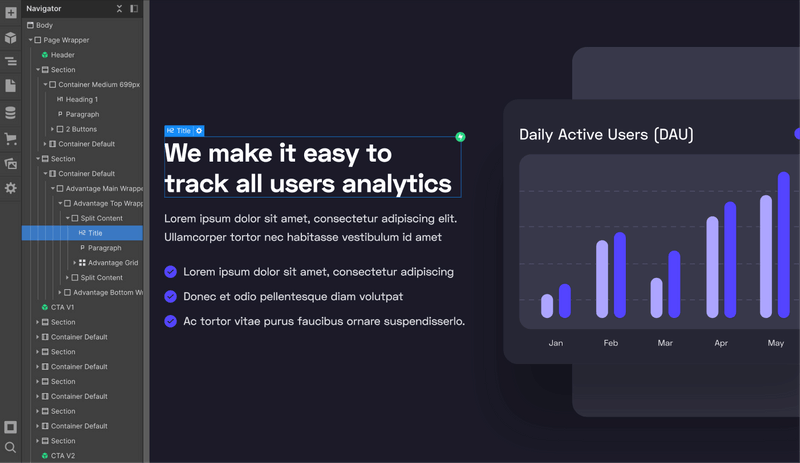 Navigator
Body
Page Wrapper
Header
Section
Container Medium 699px
H1 Heading 1
P Paragraph
2 Buttons
Container Default
Section
Container Default
Advantage Main Wrappe
Advantage Top Wrapp
Split Content
H2 Title
P Paragraph
Advantage Grid
Split Content
Advantage Bottom Wr
CTA V1
Section
Container Default
Section
Container Default
Section
Container Default
Section
Container Default
Section
CTA V2
H2 Title
We make it easy to
track all users analytics
Lorem ipsum dolor sit amet, consectetur adipiscing elit.
Ullamcorper tortor nec habitasse vestibulum id amet
Lorem ipsum dolor sit amet, consectetur adipiscing
Donec et odio pellentesque diam volutpat
Ac tortor vitae purus faucibus ornare suspendisserlo.
Daily Active Users (DAU)
Jan Feb Mar Apr May